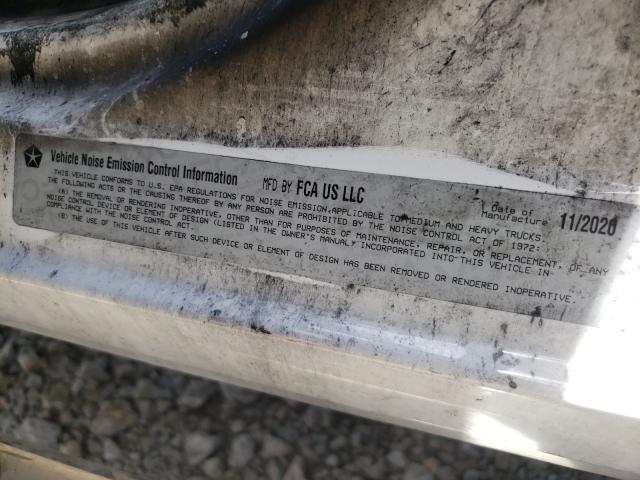 Vehicle Noise Emission Control Information MFD BY FCA US LLC Date of Manufacture 11/2020
THIS VEHICLE CONFORMS TO U.S. EPA REGULATIONS FOR NOISE EMISSION, APPLICABLE TO MEDIUM AND HEAVY TRUCKS.
THE FOLLOWING ACTS OR THE CAUSING THEREOF BY ANY PERSON ARE PROHIBITED BY THE NOISE CONTROL ACT OF 1972:
(A) THE REMOVAL OR RENDERING INOPERATIVE, OTHER THAN FOR PURPOSES OF MAINTENANCE, REPAIR, OR REPLACEMENT, OF ANY
NOISE CONTROL DEVICE OR ELEMENT OF DESIGN (LISTED IN THE OWNER'S MANUAL) INCORPORATED INTO THIS VEHICLE IN
COMPLIANCE WITH THE NOISE CONTROL ACT.
(B) THE USE OF THIS VEHICLE AFTER SUCH DEVICE OR ELEMENT OF DESIGN HAS BEEN REMOVED OR RENDERED INOPERATIVE.